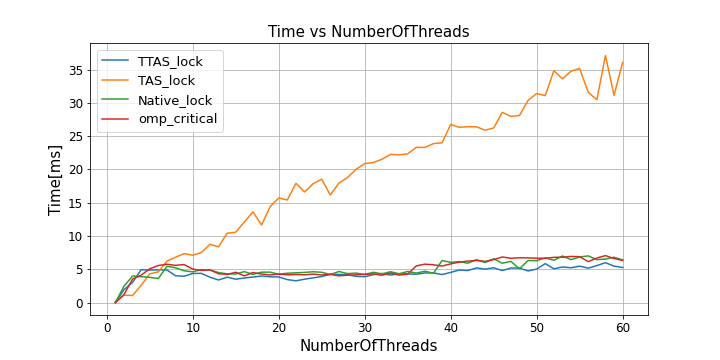 Time vs NumberOfThreads
TTAS_lock
TAS_lock
Native_lock
omp_critical
Time[ms]
35
30
25
20
15
10
5
0
0 10 20 30 40 50 60
NumberOfThreads